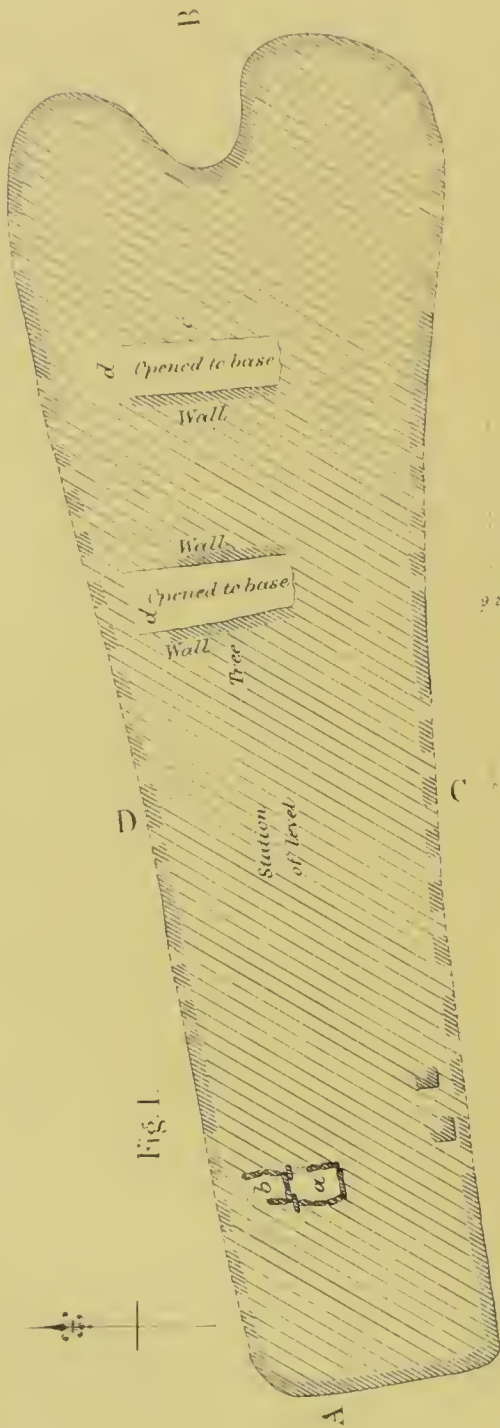 Fig. 1.
B
d
c
Opened to base
Wall
Wall
d
Opened to base
Wall
Tree
D
Station
of level
C
b
a
A